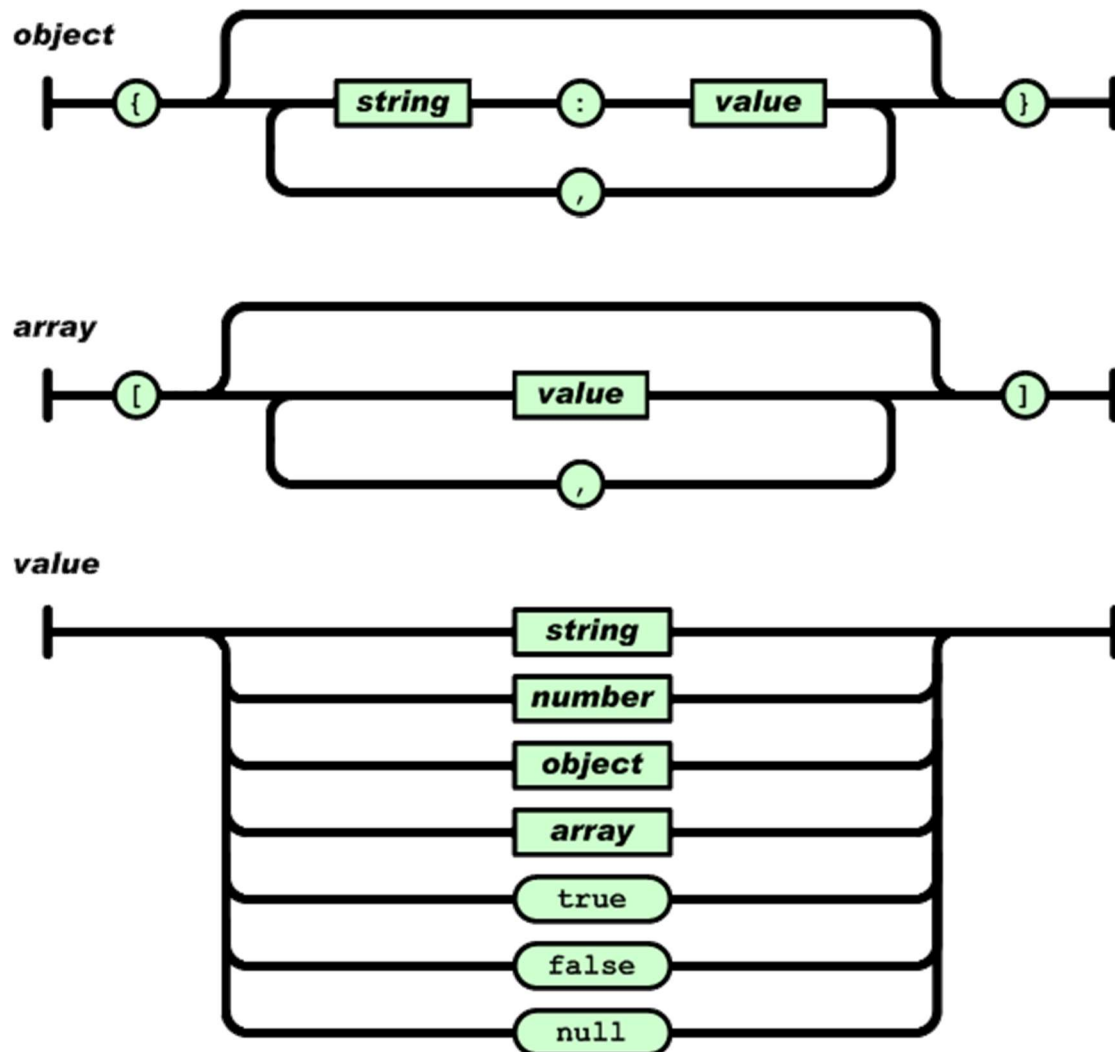 object
{ string : value }
,
array
[ value ]
,
value
string
number
object
array
true
false
null